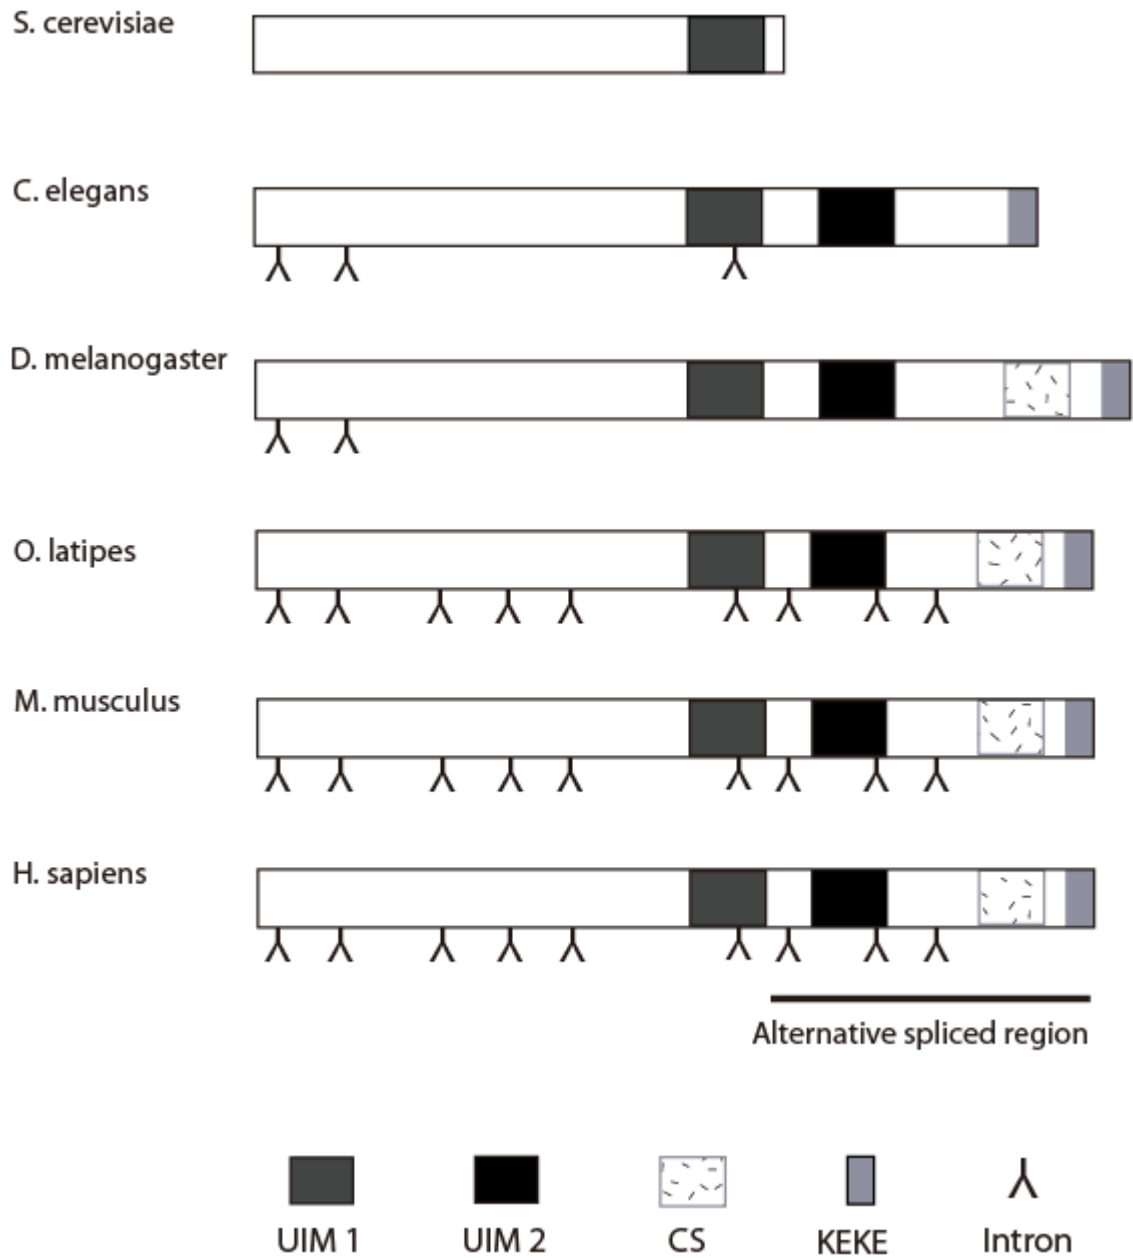 S. cerevisiae
C. elegans
D. melanogaster
O. latipes
M. musculus
H. sapiens
Alternative spliced region
UIM 1 UIM 2 CS KEKE Intron